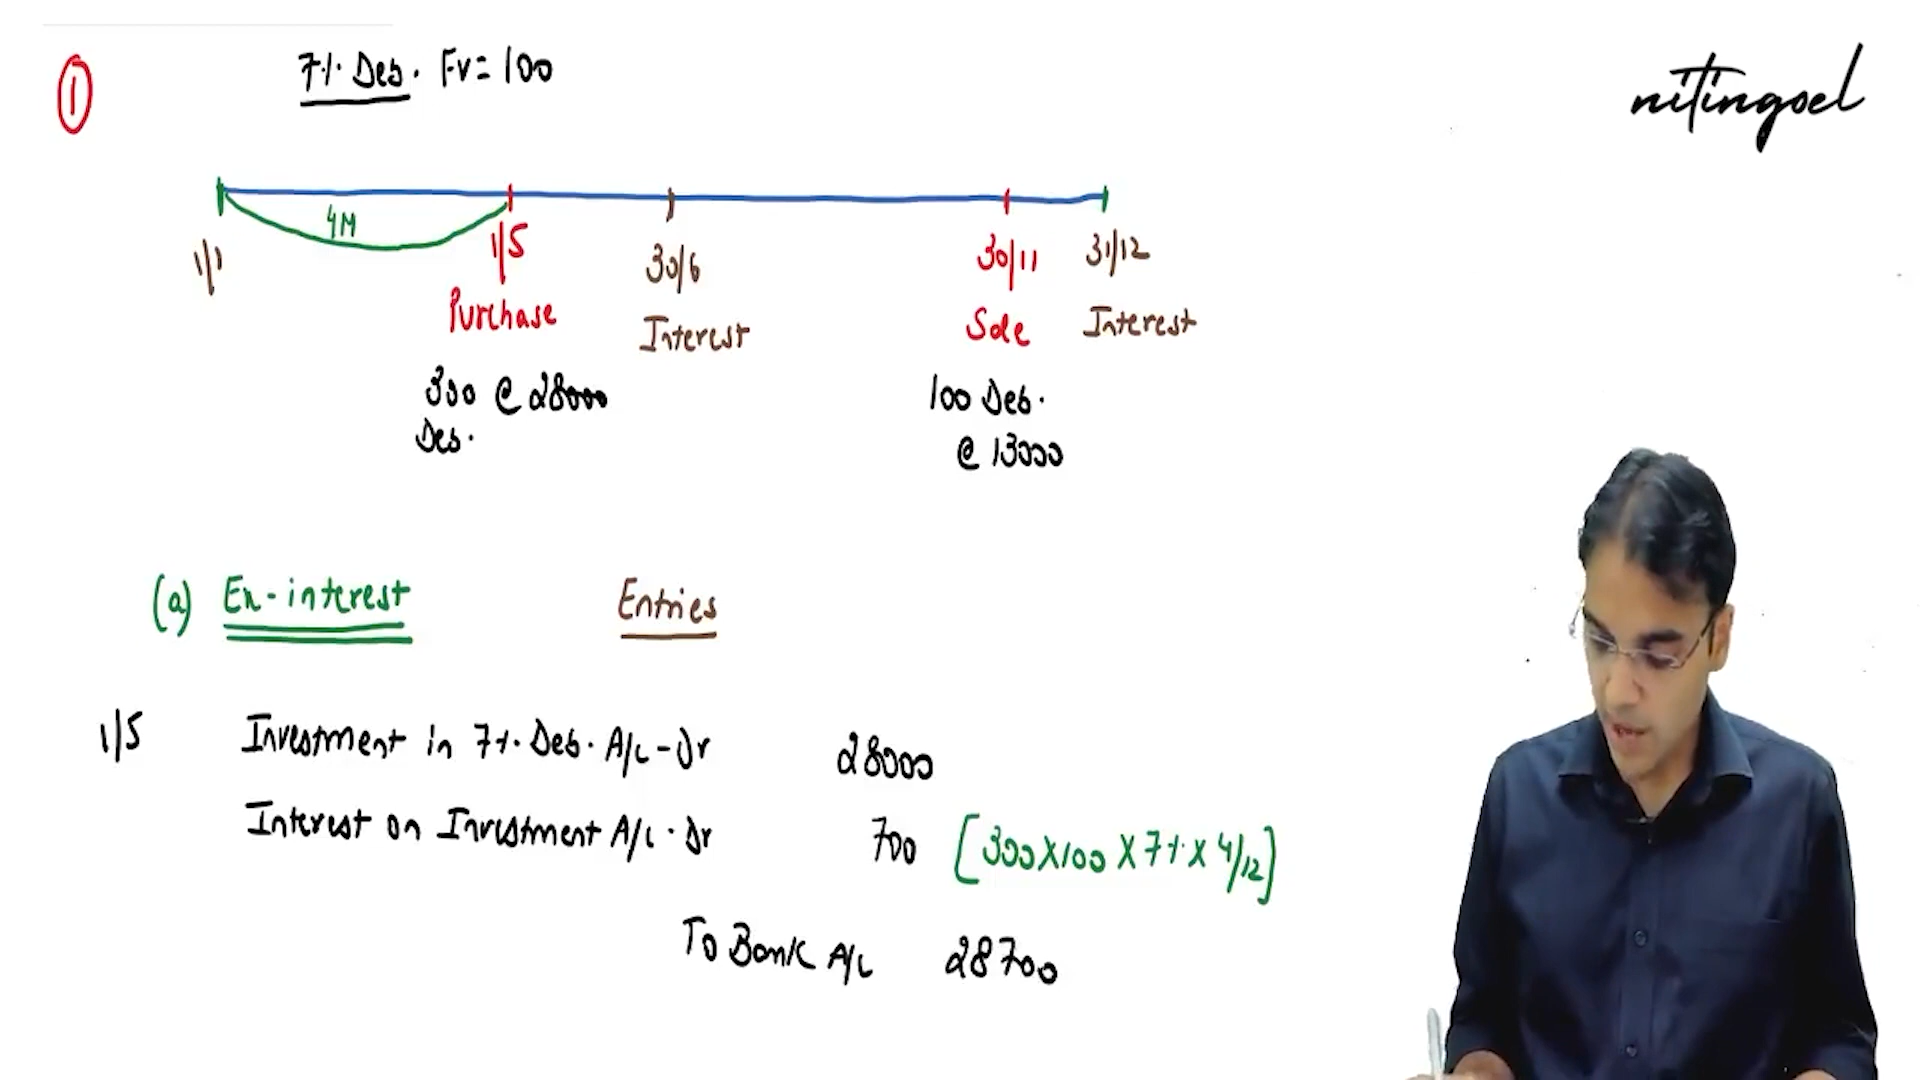 1
7% Deb. FV = 100
nitingoel
4M
1/1
1/5
30/6
30/11
31/12
Purchase
Interest
Sale
Interest
300 @ 28000
Deb.
100 Deb.
@ 13000
(a) Ex-interest
Entries
1/5 Investment in 7% Deb. A/c - Dr 28000
Interest on Investment A/c. Dr 700 [300 X 100 X 7% X 4/12]
To Bank A/c 28700